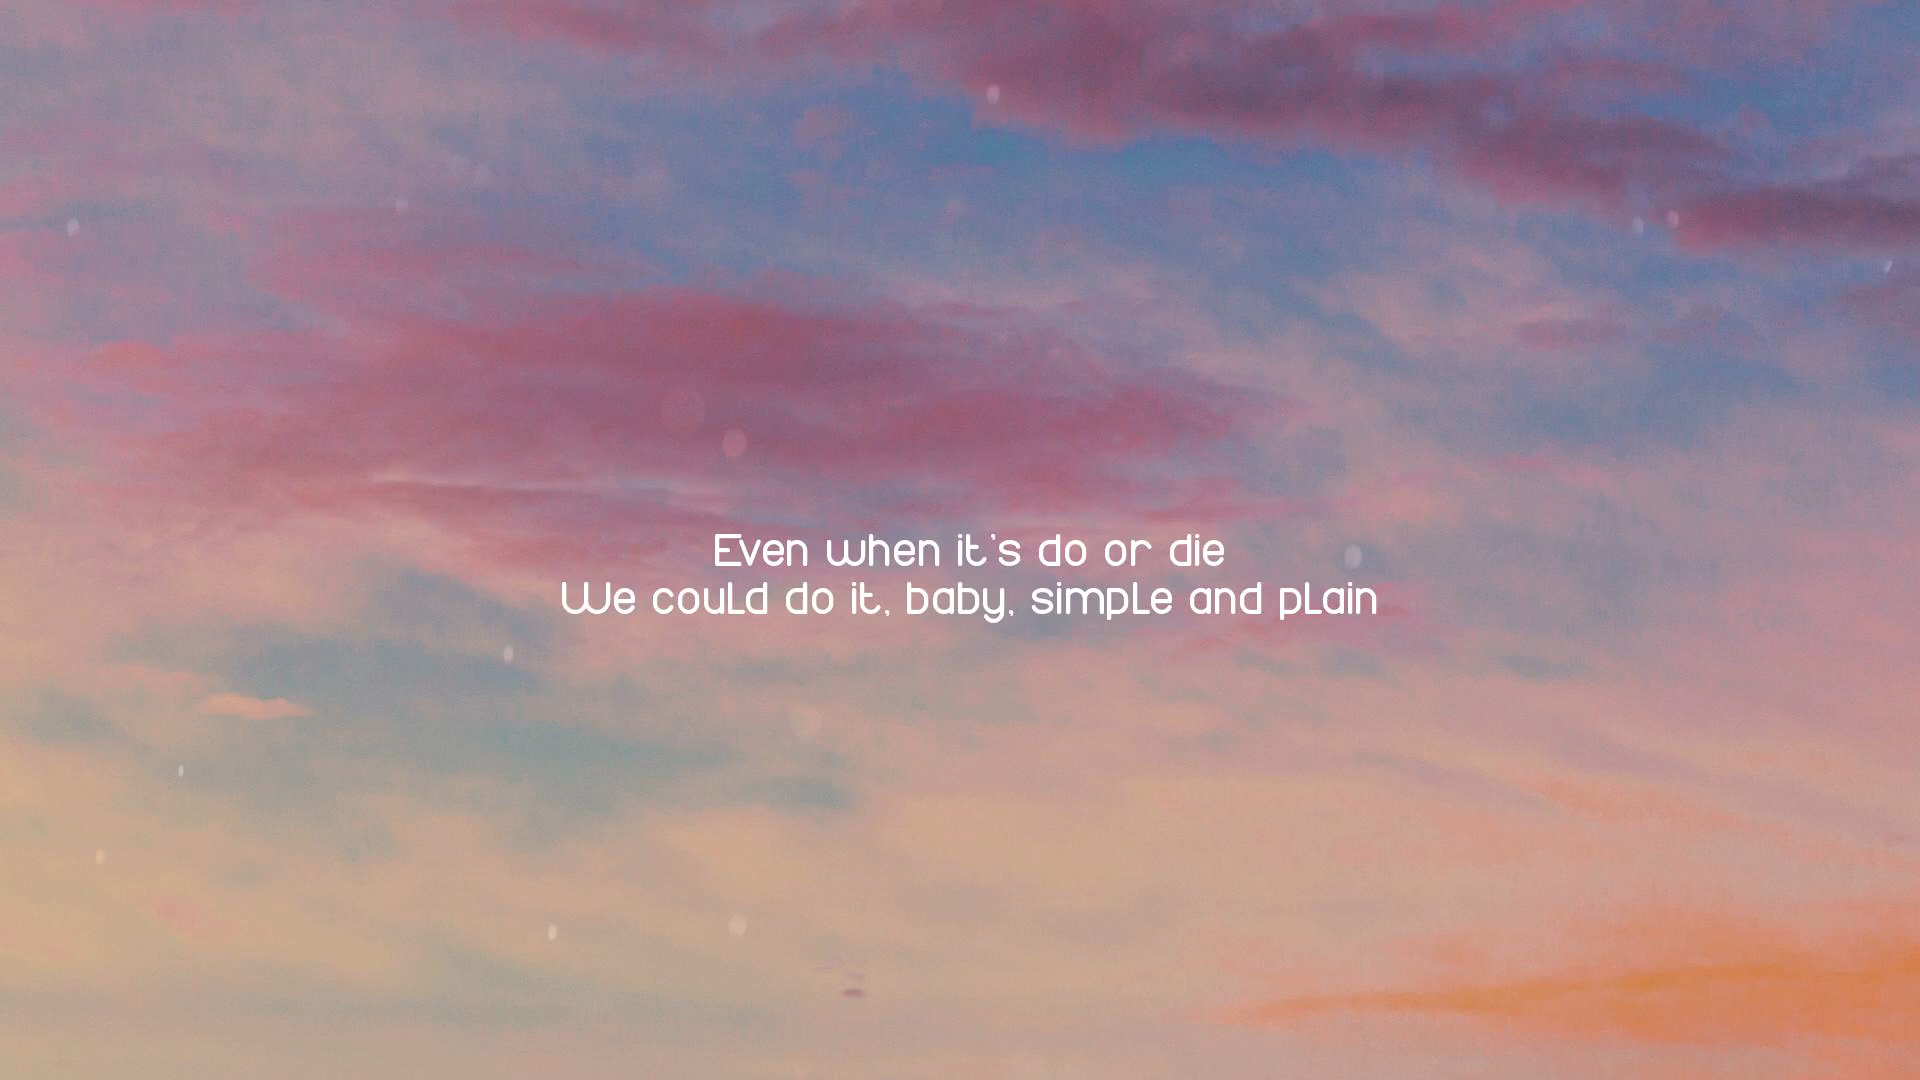 Even when it's do or die
We could do it, baby, simple and plain